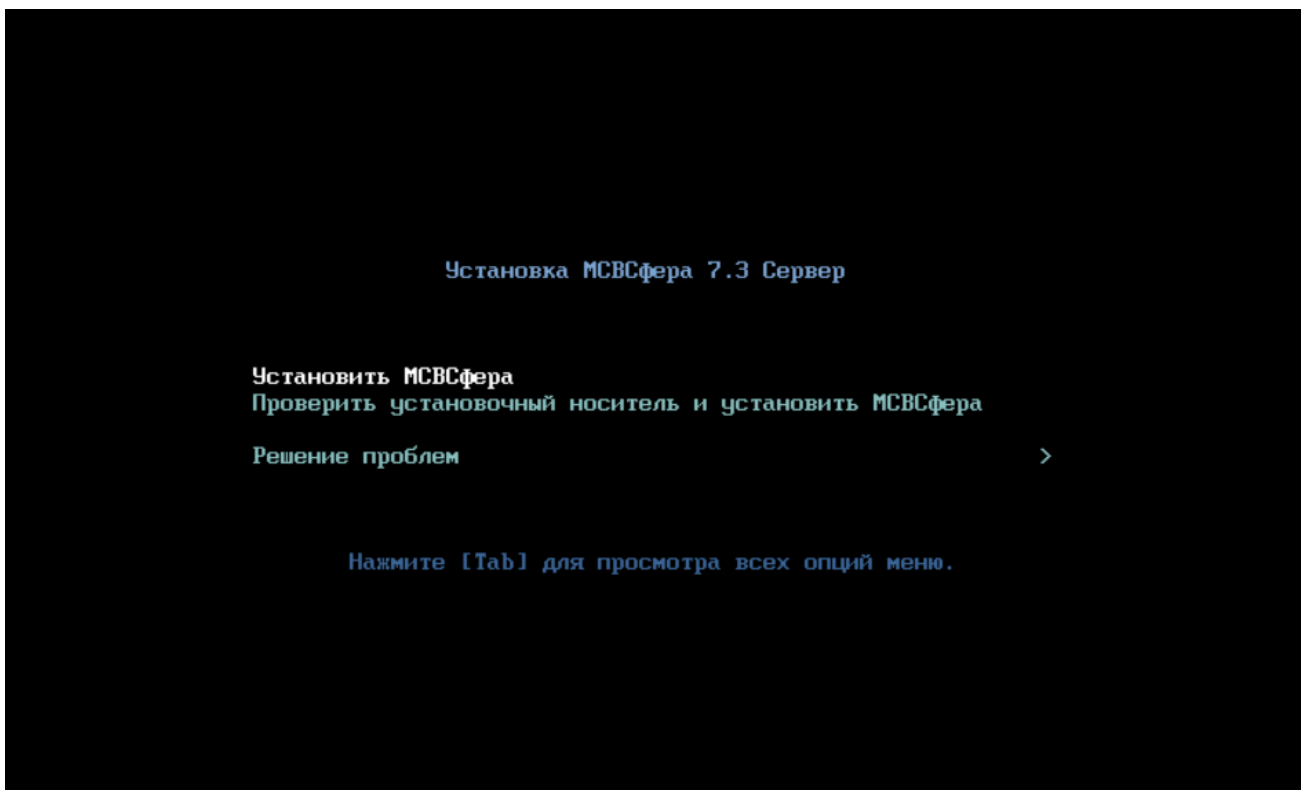 Установка МСВСфера 7.3 Сервер
Установить МСВСфера
Проверить установочный носитель и установить МСВСфера
Решение проблем >
Нажмите [Tab] для просмотра всех опций меню.